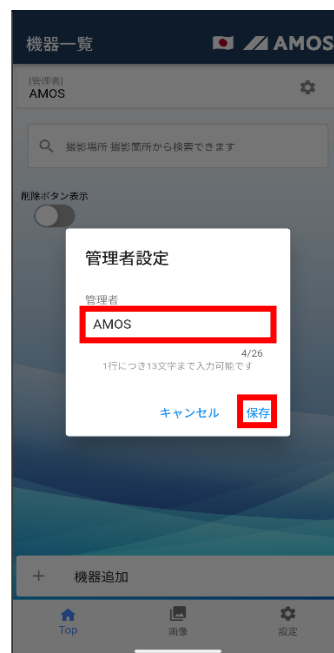 機器一覧
AMOS
[管理者]
AMOS
撮影場所 撮影箇所から検索できます
削除ボタン表示
管理者設定
管理者
AMOS
4/26
1行につき13文字まで入力可能です
キャンセル
保存
+ 機器追加
Top
画像
設定